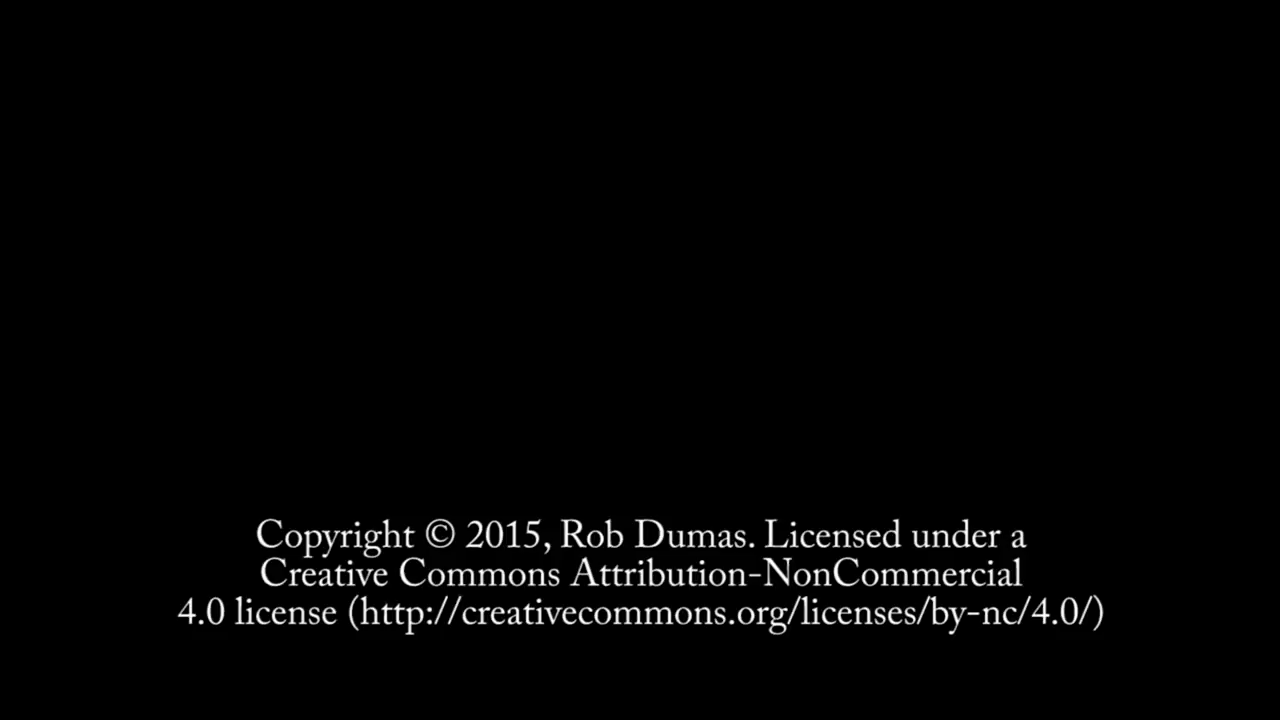 Copyright © 2015, Rob Dumas. Licensed under a
Creative Commons Attribution-NonCommercial
4.0 license (http://creativecommons.org/licenses/by-nc/4.0/)